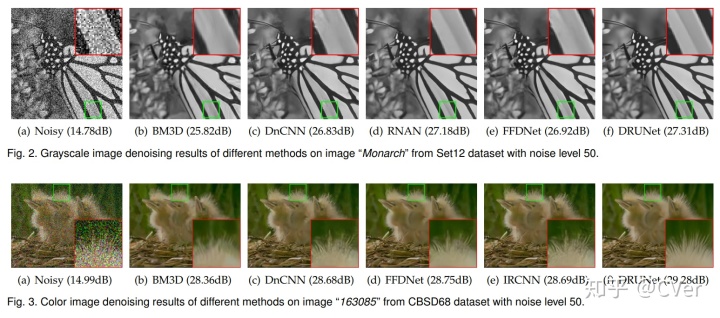 (a) Noisy (14.78dB) (b) BM3D (25.82dB) (c) DnCNN (26.83dB) (d) RNAN (27.18dB) (e) FFDNet (26.92dB) (f) DRUNet (27.31dB)
Fig. 2. Grayscale image denoising results of different methods on image “Monarch” from Set12 dataset with noise level 50.
(a) Noisy (14.99dB) (b) BM3D (28.36dB) (c) DnCNN (28.68dB) (d) FFDNet (28.75dB) (e) IRCNN (28.69dB) (f) DRUNet (29.28dB)
知乎 @CVer
Fig. 3. Color image denoising results of different methods on image “163085” from CBSD68 dataset with noise level 50.